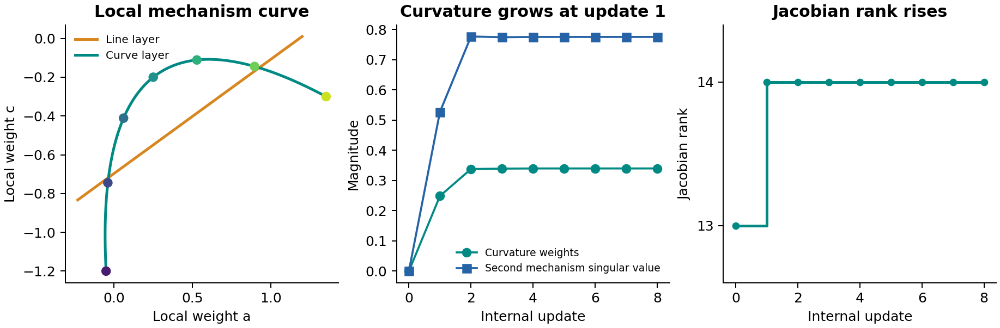 Local mechanism curve
Line layer
Curve layer
0.0
−0.2
−0.4
−0.6
−0.8
−1.0
−1.2
Local weight c
0.0
0.5
1.0
Local weight a
Curvature grows at update 1
0.8
0.7
0.6
0.5
0.4
0.3
0.2
0.1
0.0
Magnitude
Curvature weights
Second mechanism singular value
0
2
4
6
8
Internal update
Jacobian rank rises
14
13
Jacobian rank
0
2
4
6
8
Internal update